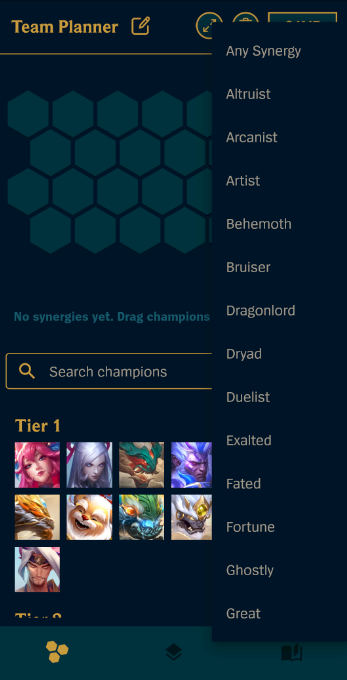 Team Planner
Any Synergy
Altruist
Arcanist
Artist
Behemoth
Bruiser
Dragonlord
No synergies yet. Drag champions
Dryad
Search champions
Duelist
Exalted
Tier 1
Fated
Fortune
Ghostly
Great